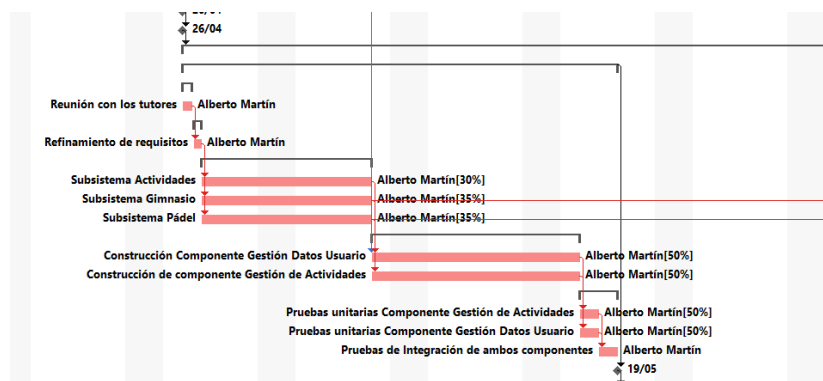 26/04
Reunión con los tutores Alberto Martín
Refinamiento de requisitos Alberto Martín
Subsistema Actividades Alberto Martín[30%]
Subsistema Gimnasio Alberto Martín[35%]
Subsistema Pádel Alberto Martín[35%]
Construcción Componente Gestión Datos Usuario Alberto Martín[50%]
Construcción de componente Gestión de Actividades Alberto Martín[50%]
Pruebas unitarias Componente Gestión de Actividades Alberto Martín[50%]
Pruebas unitarias Componente Gestión Datos Usuario Alberto Martín[50%]
Pruebas de Integración de ambos componentes Alberto Martín
19/05